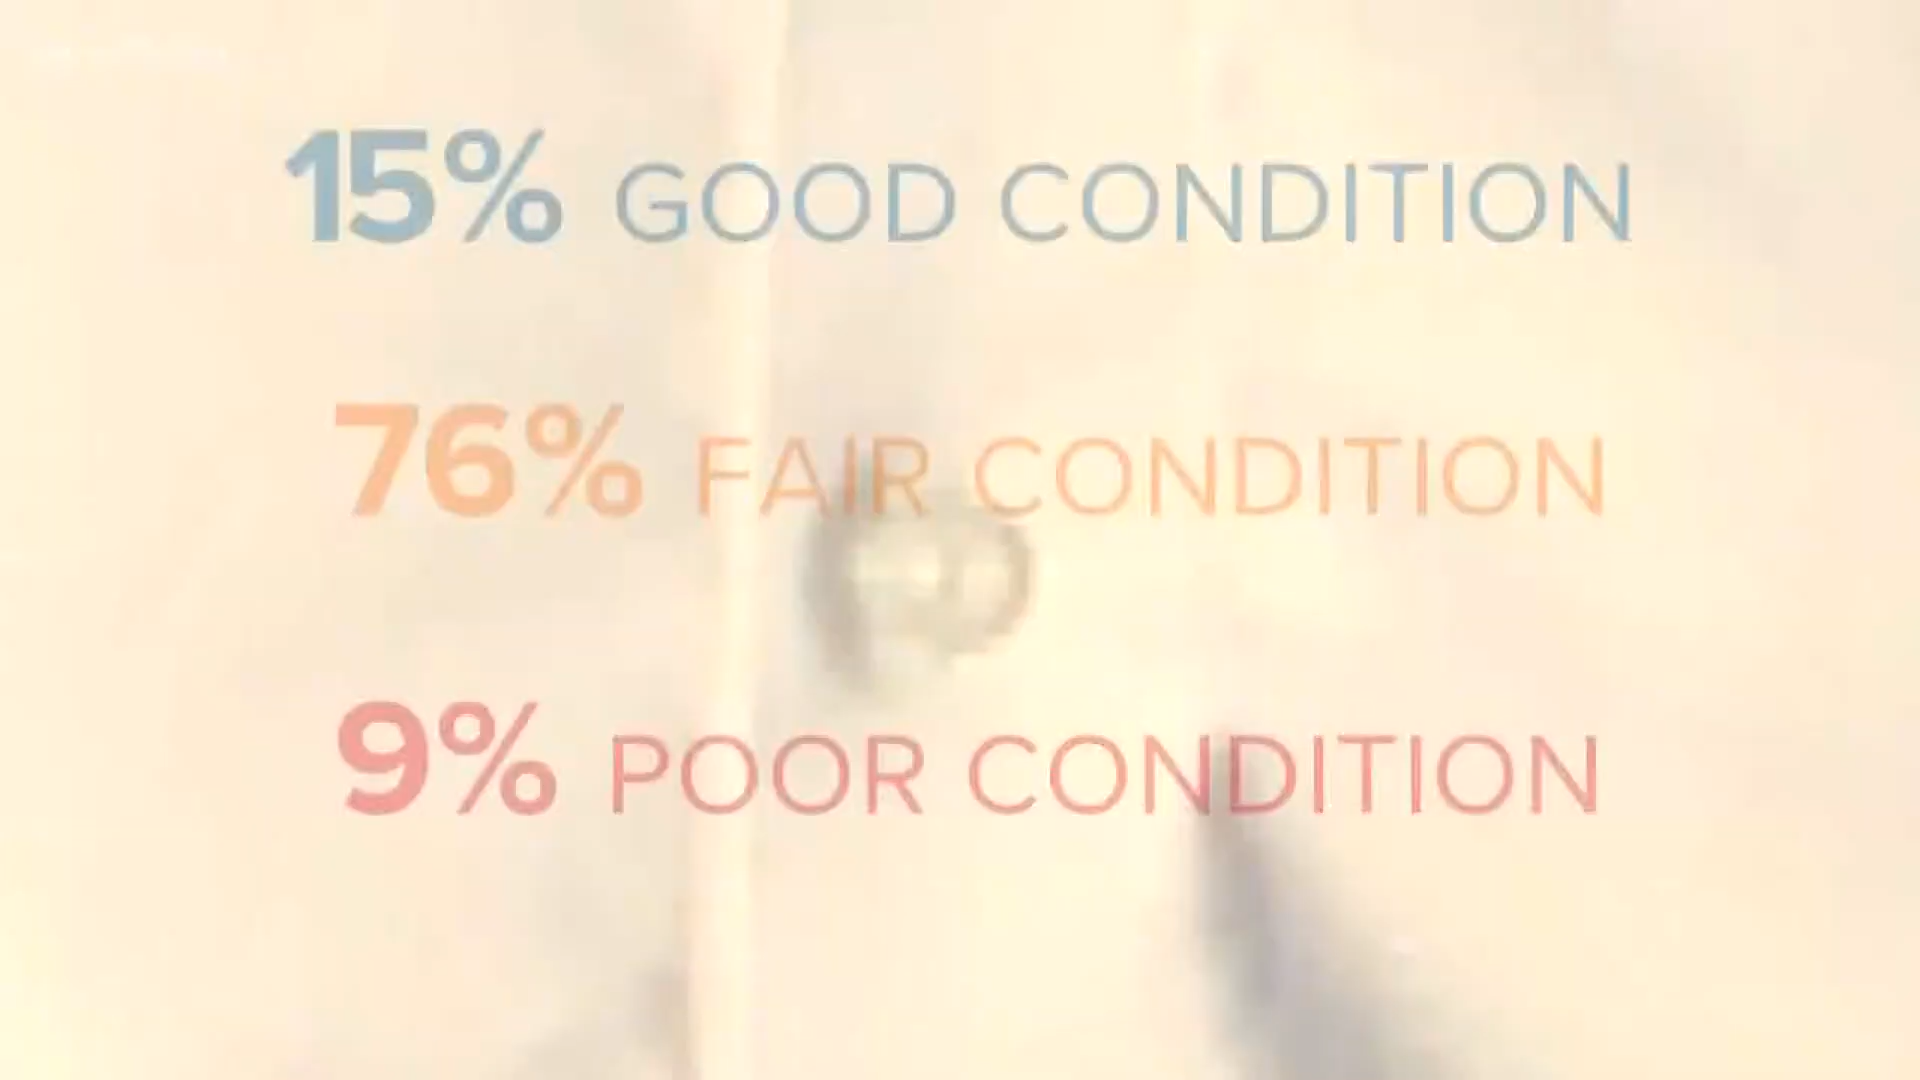 15% GOOD CONDITION
76% FAIR CONDITION
9% POOR CONDITION